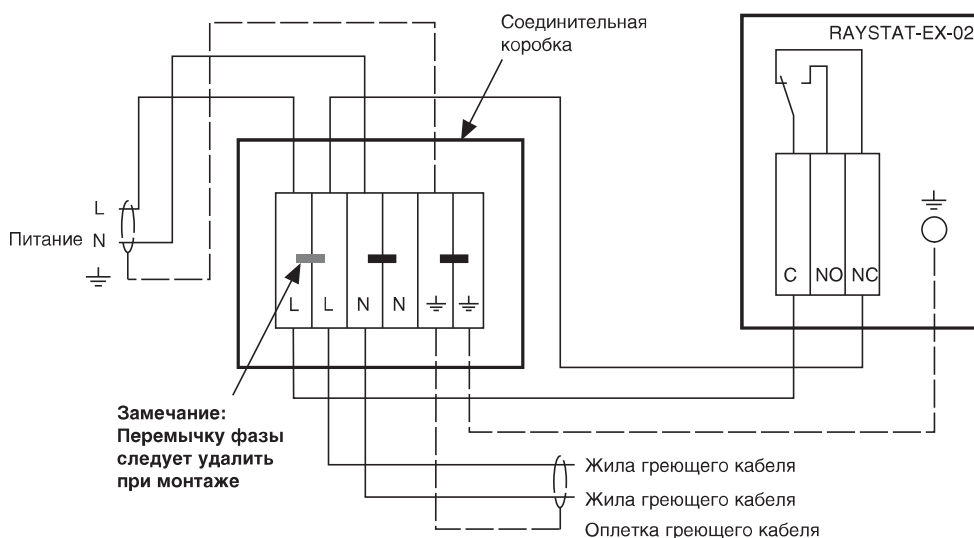 Соединительная
коробка
RAYSTAT-EX-02
L
Питание N
C NO NC
L L N N
Замечание:
Перемычку фазы
следует удалить
при монтаже
Жила греющего кабеля
Жила греющего кабеля
Оплетка греющего кабеля